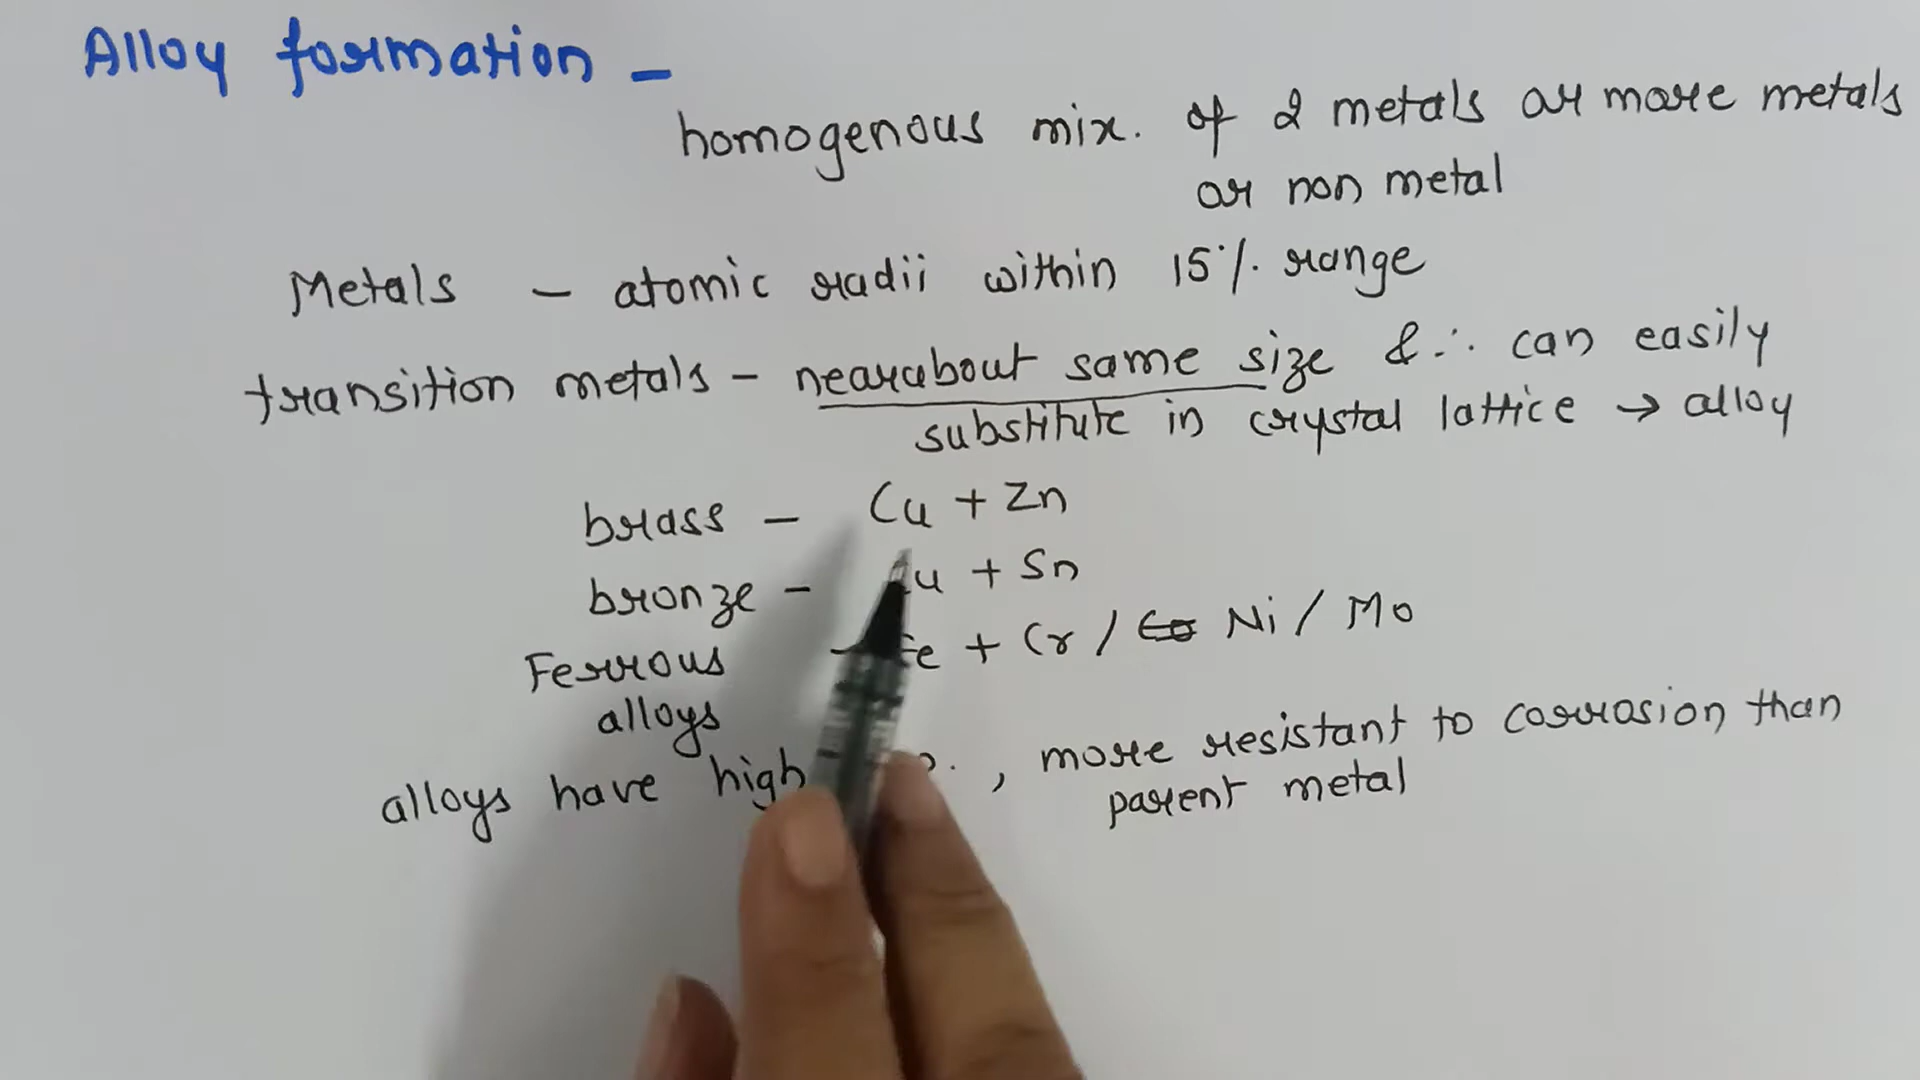 Alloy formation -
homogenous mix. of 2 metals or more metals
or non metal
Metals - atomic radii within 15% range
transition metals - nearabout same size & ∴ can easily
substitute in crystal lattice → alloy
brass - Cu + Zn
bronze - u + Sn
Ferrous e + Cr / Ni / Mo
alloys
alloys have high , more resistant to corrosion than
parent metal